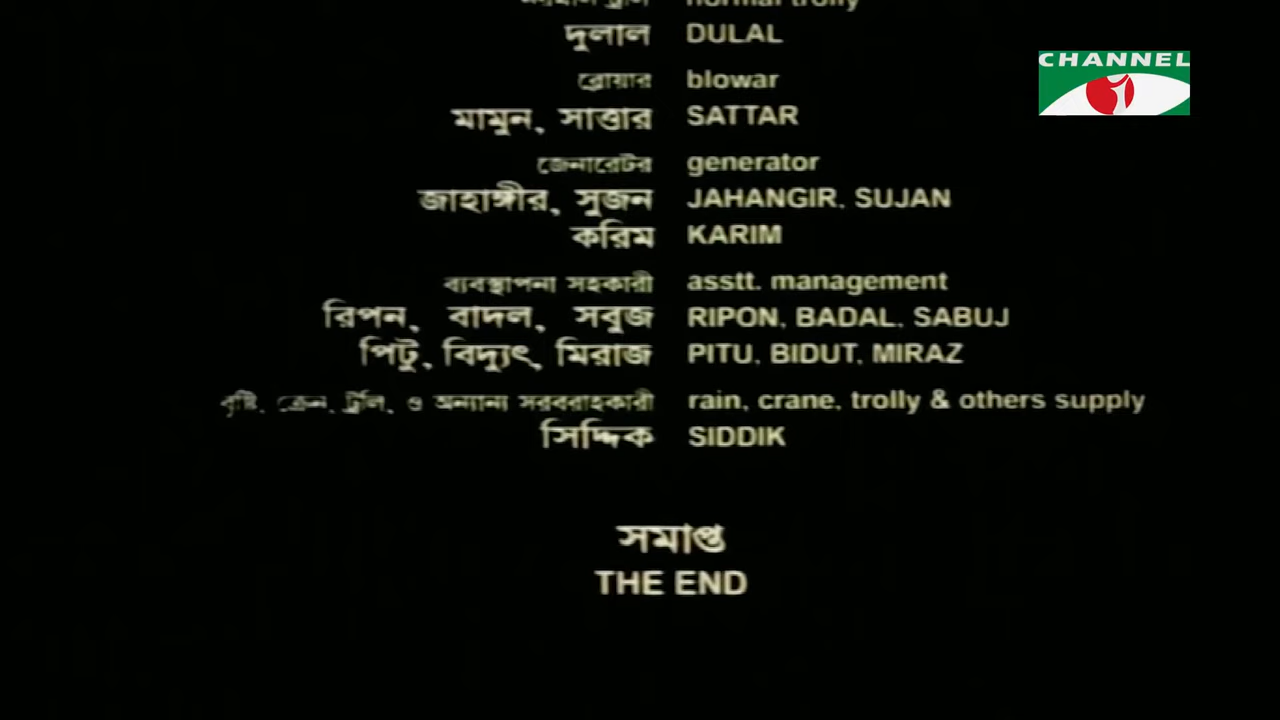 normal trolly
দুলাল DULAL
CHANNEL
ব্লোয়ার blowar
মামুন, সাত্তার SATTAR
জেনারেটর generator
জাহাঙ্গীর, সুজন JAHANGIR, SUJAN
করিম KARIM
ব্যবস্থাপনা সহকারী asstt. management
রিপন, বাদল, সবুজ RIPON, BADAL, SABUJ
পিটু, বিদ্যুৎ, মিরাজ PITU, BIDUT, MIRAZ
বৃষ্টি, ক্রেন, ট্রলি, ও অন্যান্য সরবরাহকারী rain, crane, trolly & others supply
সিদ্দিক SIDDIK
সমাপ্ত
THE END